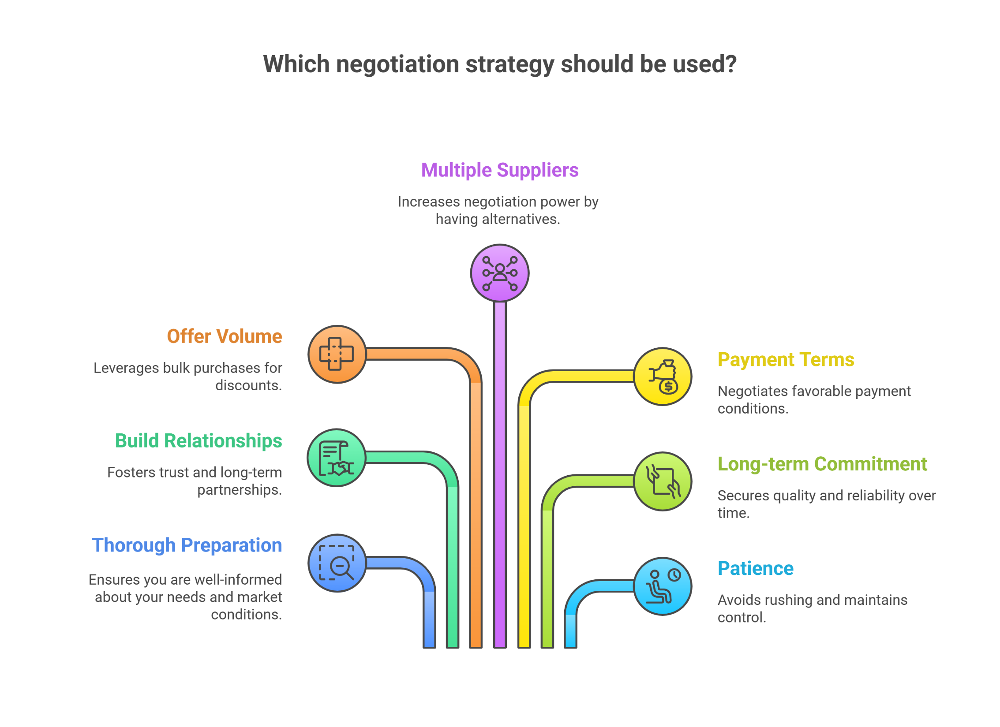 Which negotiation strategy should be used?
Multiple Suppliers
Increases negotiation power by
having alternatives.
Offer Volume
Leverages bulk purchases for
discounts.
Payment Terms
Negotiates favorable payment
conditions.
Build Relationships
Fosters trust and long-term
partnerships.
Long-term Commitment
Secures quality and reliability over
time.
Thorough Preparation
Ensures you are well-informed
about your needs and market
conditions.
Patience
Avoids rushing and maintains
control.